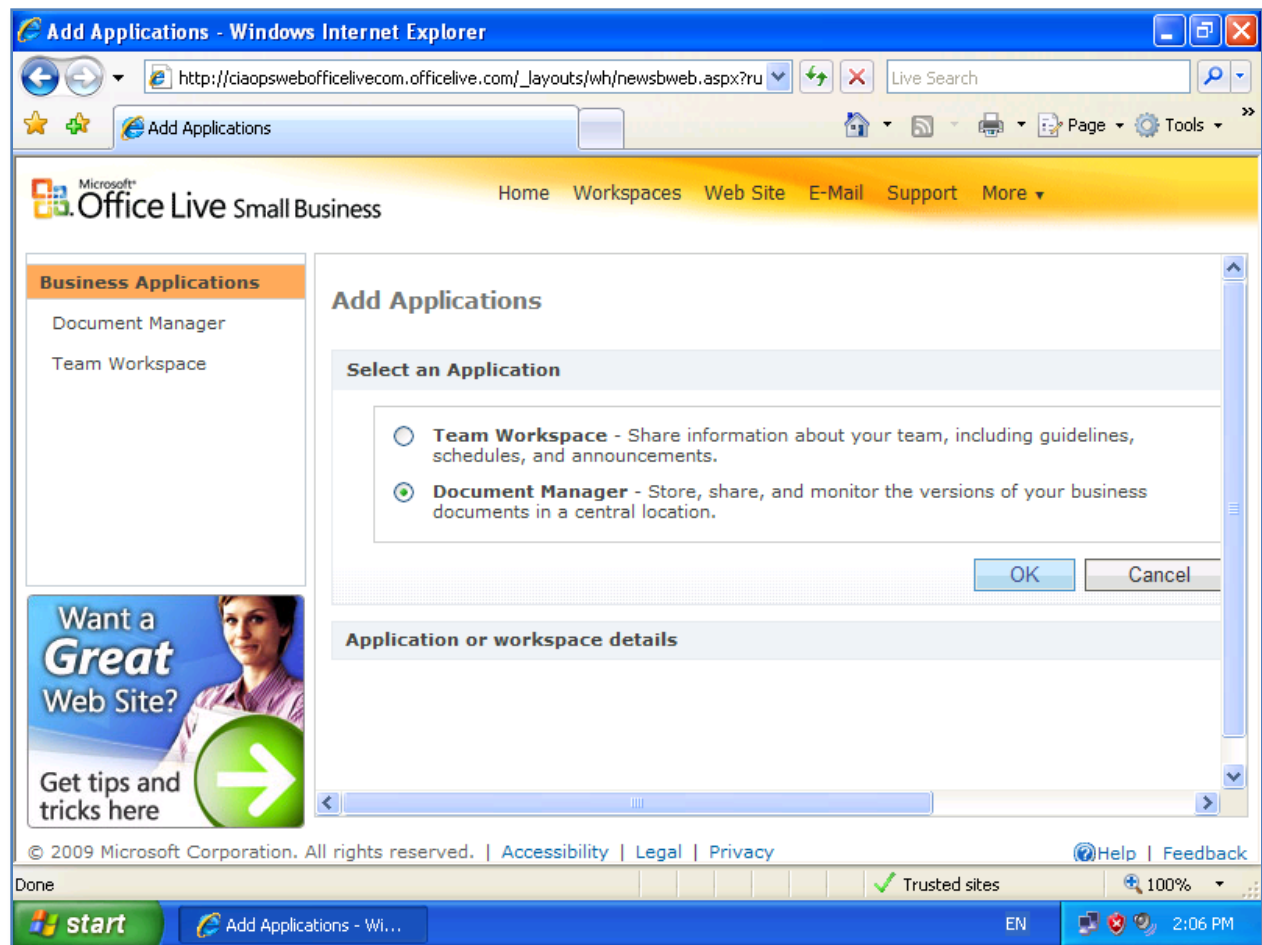 Add Applications - Windows Internet Explorer
http://ciaopswebofficelivecom.officelive.com/_layouts/wh/newsbweb.aspx?ru
Live Search
Add Applications
Page
Tools
»
Microsoft®
Office Live Small Business
Home Workspaces Web Site E-Mail Support More
Business Applications
Document Manager
Team Workspace
Add Applications
Select an Application
Team Workspace - Share information about your team, including guidelines,
schedules, and announcements.
Document Manager - Store, share, and monitor the versions of your business
documents in a central location.
OK Cancel
Application or workspace details
Want a
Great
Web Site?
Get tips and
tricks here
© 2009 Microsoft Corporation. All rights reserved. | Accessibility | Legal | Privacy
Help | Feedback
Done
Trusted sites
100%
start
Add Applications - Wi...
EN
2:06 PM